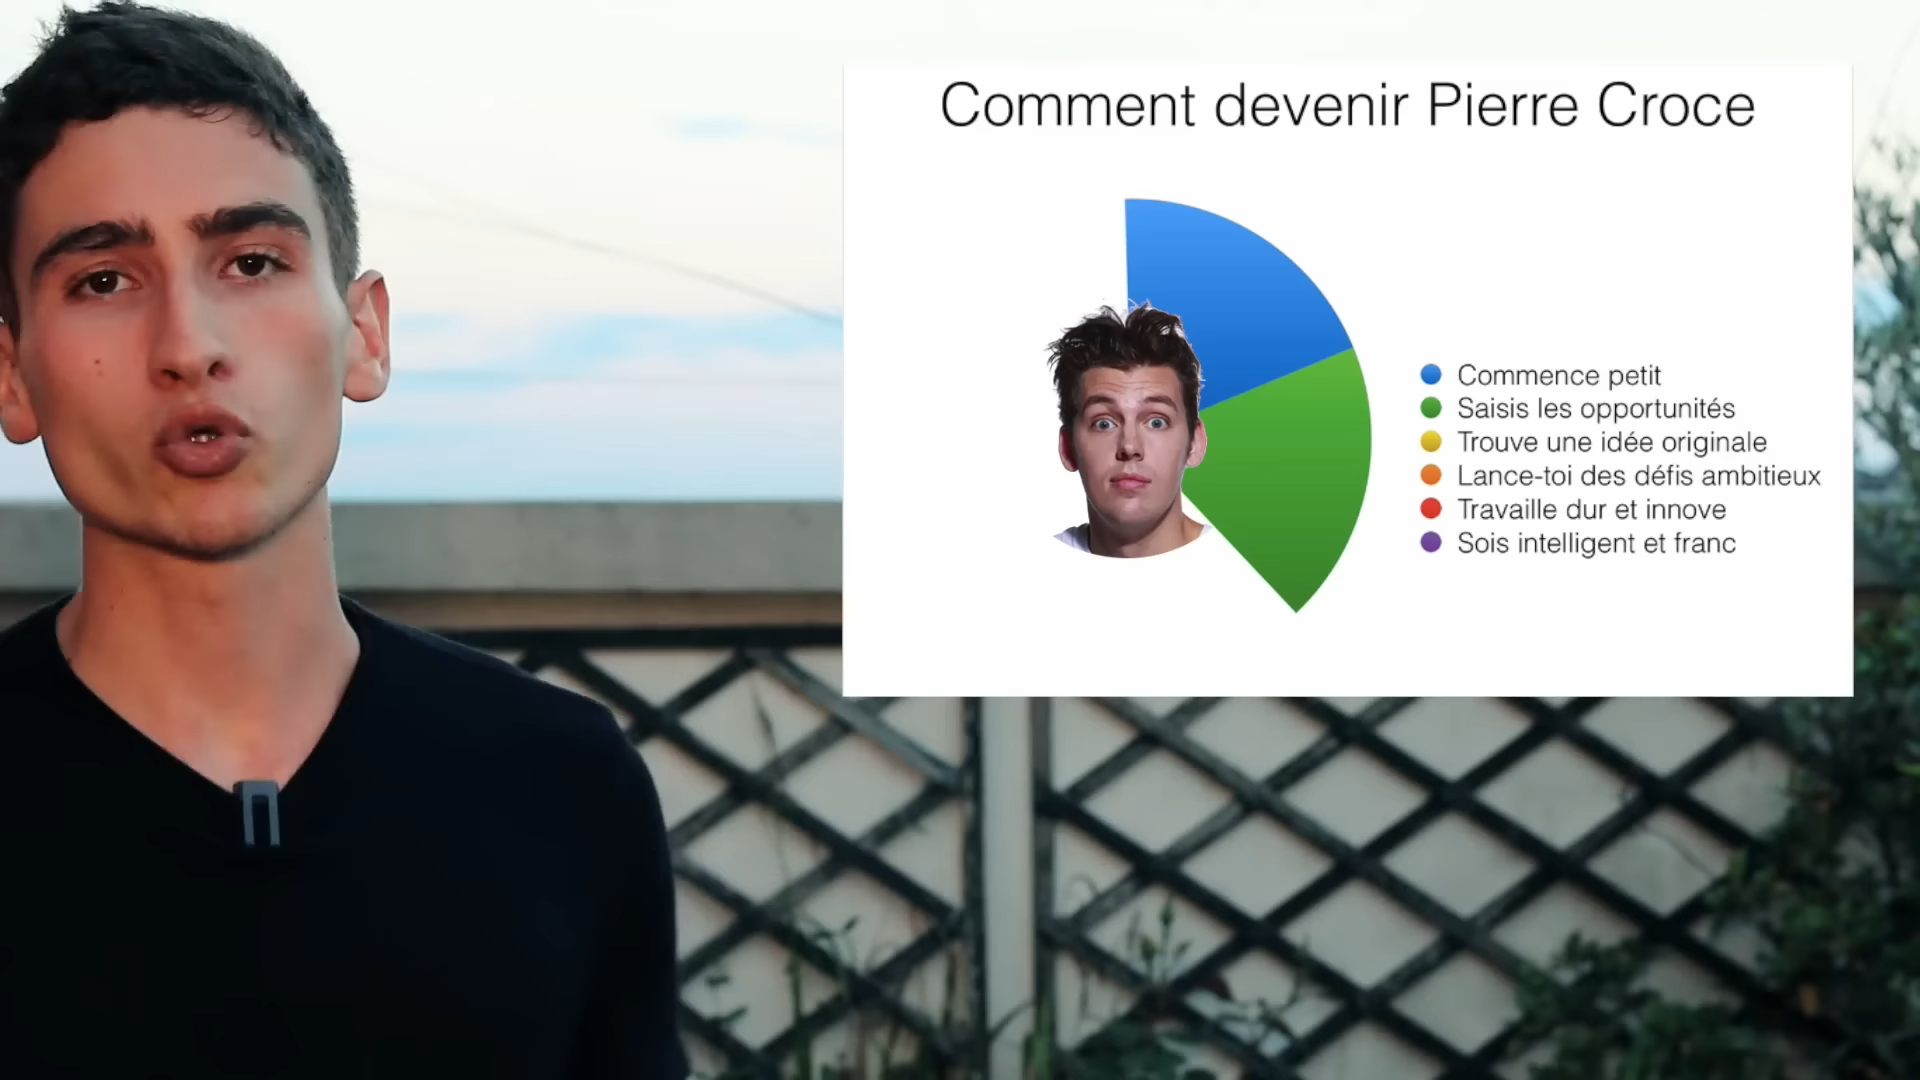 Comment devenir Pierre Croce
Commence petit
Saisis les opportunités
Trouve une idée originale
Lance-toi des défis ambitieux
Travaille dur et innove
Sois intelligent et franc